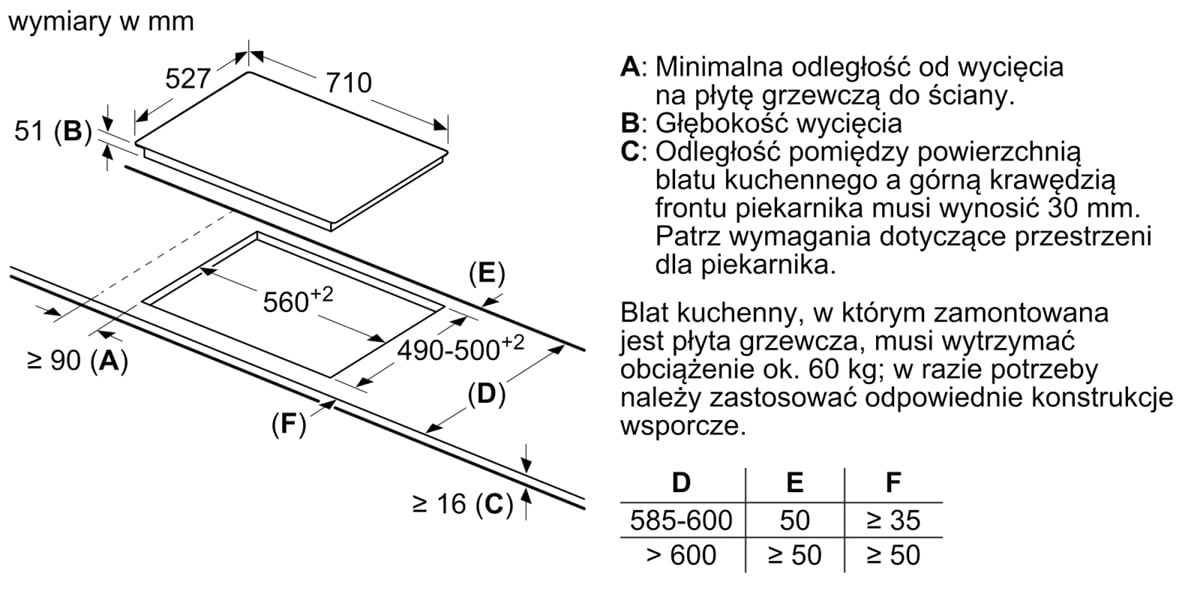 wymiary w mm
527
710
51 (B)
560+2
(E)
490-500+2
≥ 90 (A)
(D)
(F)
≥ 16 (C)
A: Minimalna odległość od wycięcia
na płytę grzewczą do ściany.
B: Głębokość wycięcia
C: Odległość pomiędzy powierzchnią
blatu kuchennego a górną krawędzią
frontu piekarnika musi wynosić 30 mm.
Patrz wymagania dotyczące przestrzeni
dla piekarnika.
Blat kuchenny, w którym zamontowana
jest płyta grzewcza, musi wytrzymać
obciążenie ok. 60 kg; w razie potrzeby
należy zastosować odpowiednie konstrukcje
wsporcze.
D E F
585-600 50 ≥ 35
> 600 ≥ 50 ≥ 50